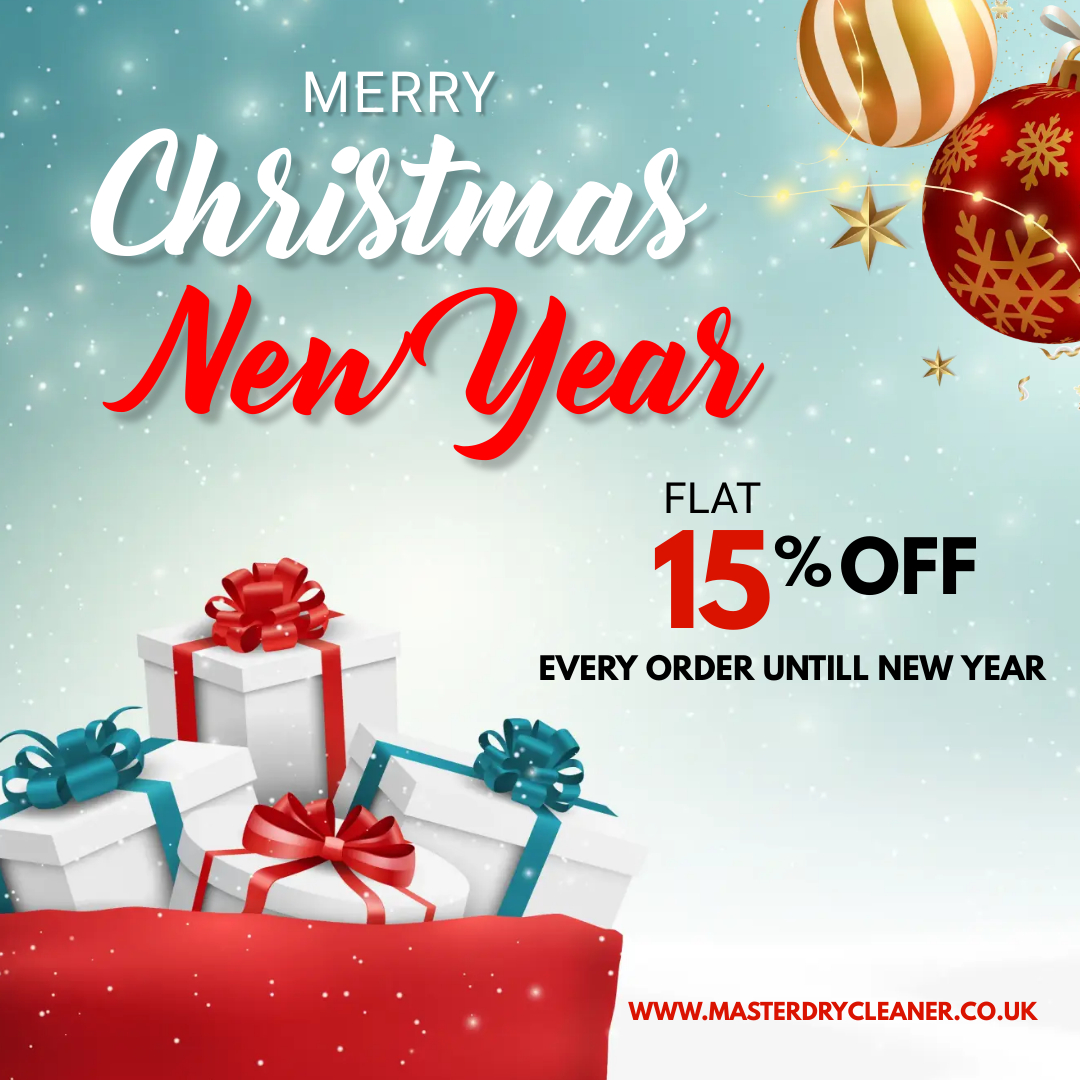 MERRY
Christmas
New Year
FLAT
15% OFF
EVERY ORDER UNTILL NEW YEAR
WWW.MASTERDRYCLEANER.CO.UK